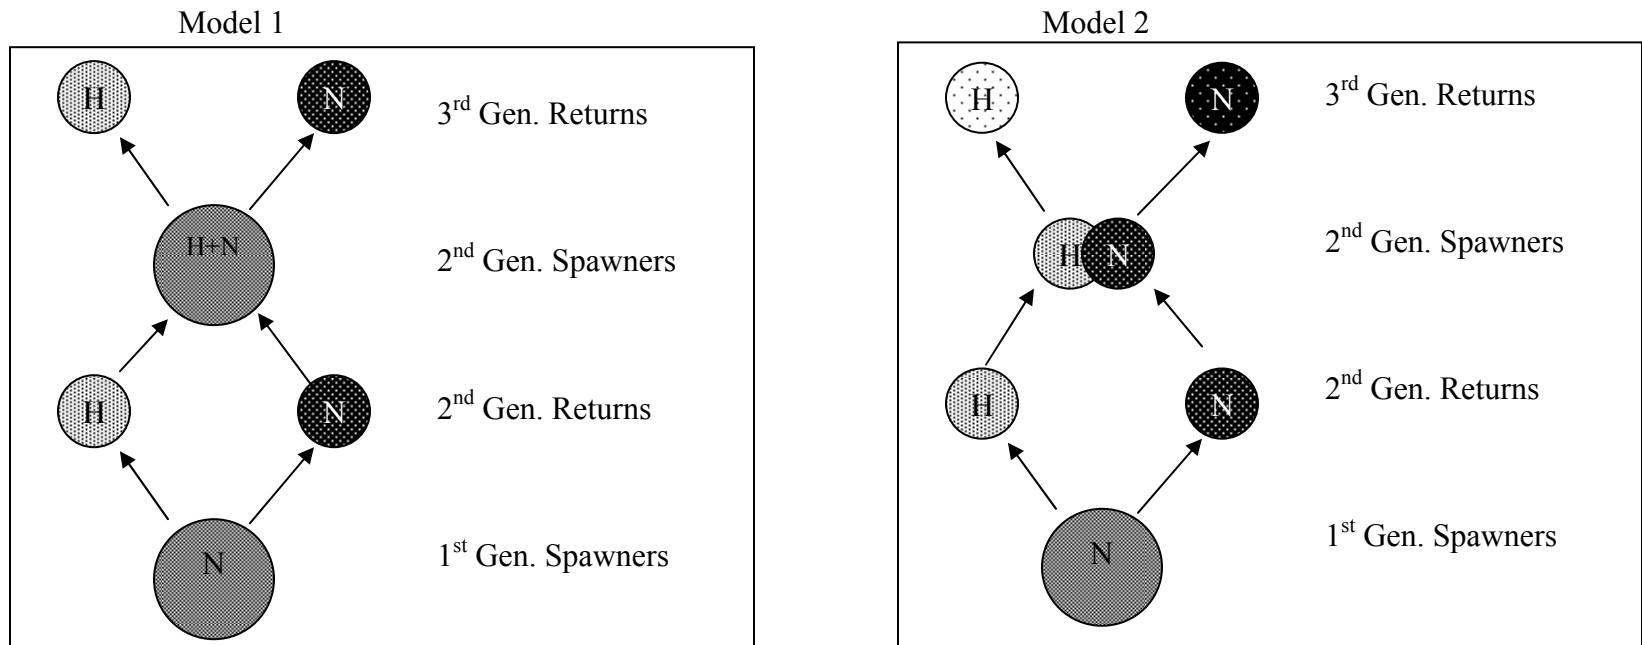 Model 1
H N 3rd Gen. Returns
H+N 2nd Gen. Spawners
H N 2nd Gen. Returns
N 1st Gen. Spawners
Model 2
H N 3rd Gen. Returns
H N 2nd Gen. Spawners
H N 2nd Gen. Returns
N 1st Gen. Spawners